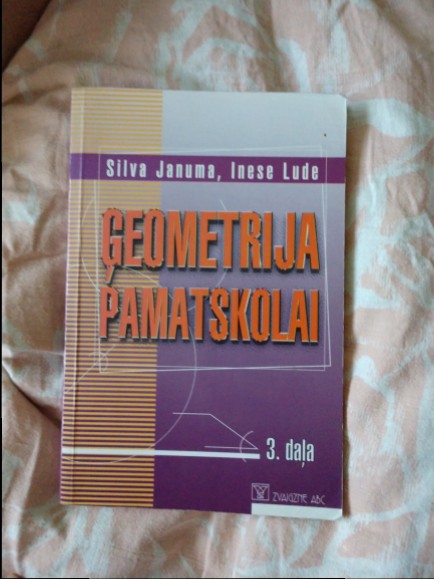 Silva Januma, Inese Lude
ĢEOMETRIJA
PAMATSKOLAI
3. daļa
ZVAIGZNE ABC